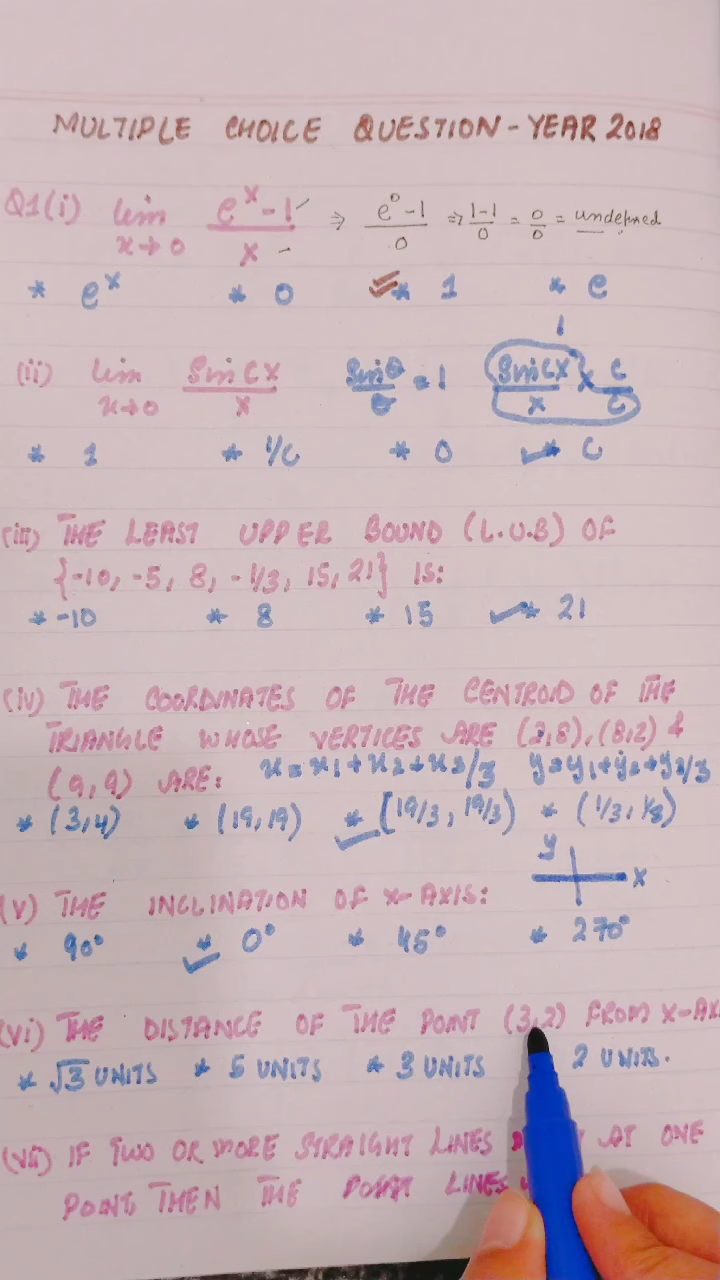 MULTIPLE CHOICE QUESTION - YEAR 2018
Q1(i) lim x→0 (e^x - 1)/x ⇒ (e^0 - 1)/0 ⇒ (1-1)/0 = 0/0 = undefined
* e^x * 0 * 1 * e
(ii) lim x→0 Sin Cx/x Sinθ/θ = 1 Sin Cx/x × C/C 1
* 1 * 1/C * 0 * C
(iii) THE LEAST UPPER BOUND (L.U.B) OF
{-10, -5, 8, -1/3, 15, 21} IS:
* -10 * 8 * 15 * 21
(iv) THE COORDINATES OF THE CENTROID OF THE
TRIANGLE WHOSE VERTICES ARE (2,8), (8,2) &
(9,9) ARE: x = x1 + x2 + x3/3 y = y1 + y2 + y3/3
* (3,4) * (19,19) * [19/3, 19/3) * (1/3, 1/8)
y x
(v) THE INCLINATION OF X-AXIS:
* 90° * 0° * 45° * 270°
(vi) THE DISTANCE OF THE POINT (3,2) FROM X-AX
* √3 UNITS * 5 UNITS * 3 UNITS 2 UNITS.
(vii) IF TWO OR MORE STRAIGHT LINES AT ONE
POINT THEN THE LINES